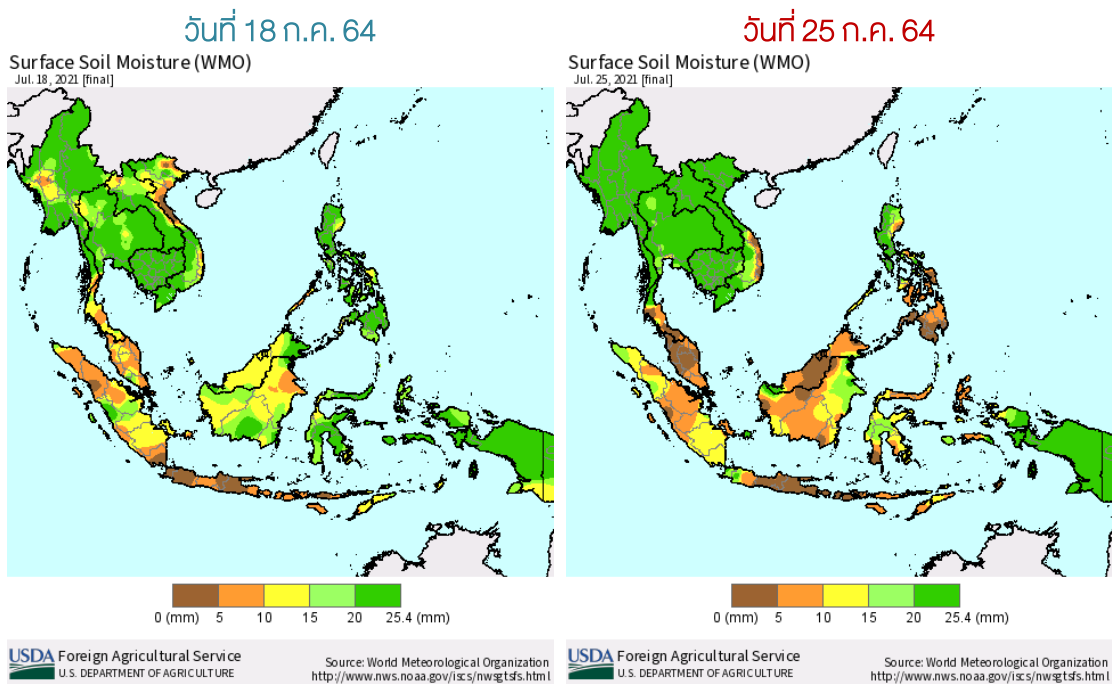 วันที่ 18 ก.ค. 64
Surface Soil Moisture (WMO)
Jul. 18, 2021 [final]
0 (mm) 5 10 15 20 25.4 (mm)
USDA Foreign Agricultural Service
U.S. DEPARTMENT OF AGRICULTURE
Source: World Meteorological Organization
http://www.nws.noaa.gov/iscs/nwsgtsfs.html
วันที่ 25 ก.ค. 64
Surface Soil Moisture (WMO)
Jul. 25, 2021 [final]
0 (mm) 5 10 15 20 25.4 (mm)
USDA Foreign Agricultural Service
U.S. DEPARTMENT OF AGRICULTURE
Source: World Meteorological Organization
http://www.nws.noaa.gov/iscs/nwsgtsfs.html